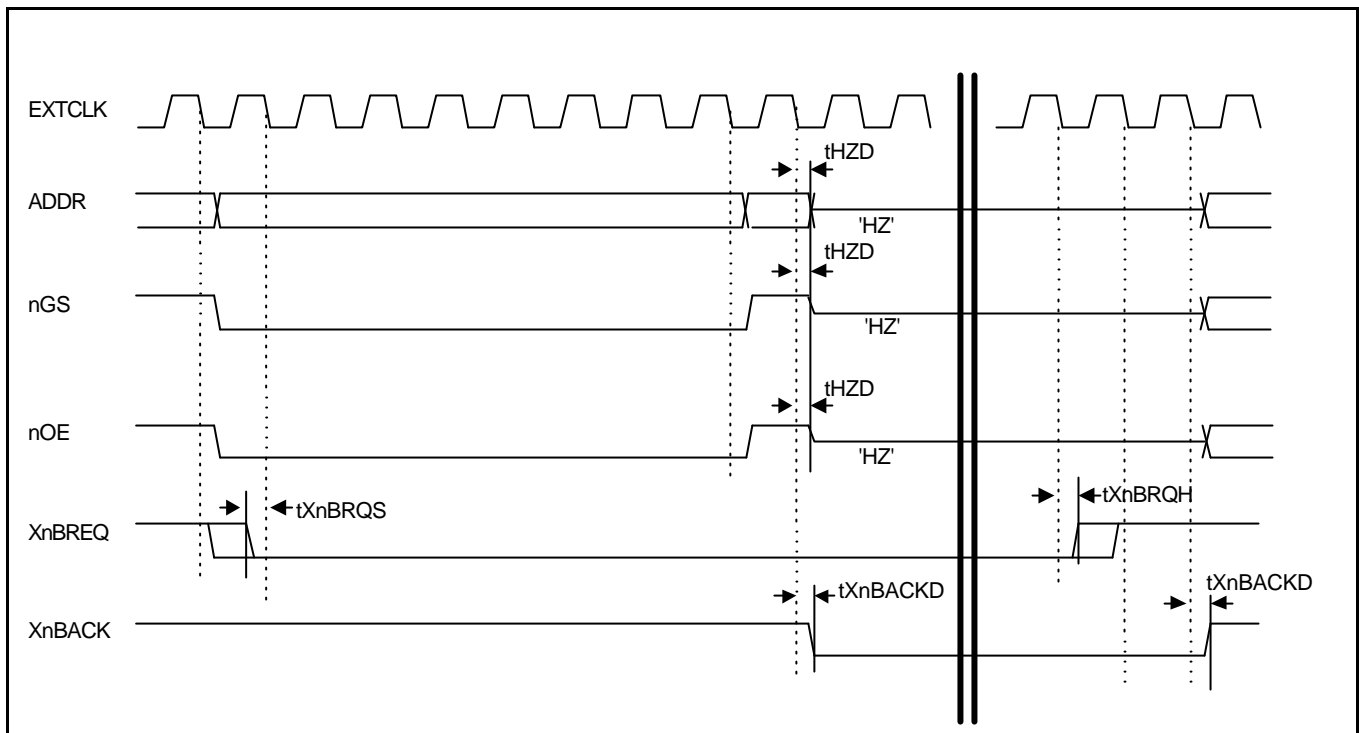 EXTCLK
tHZD
ADDR
'HZ'
tHZD
nGS
'HZ'
tHZD
nOE
'HZ'
tXnBRQS
tXnBRQH
XnBREQ
tXnBACKD
tXnBACKD
XnBACK